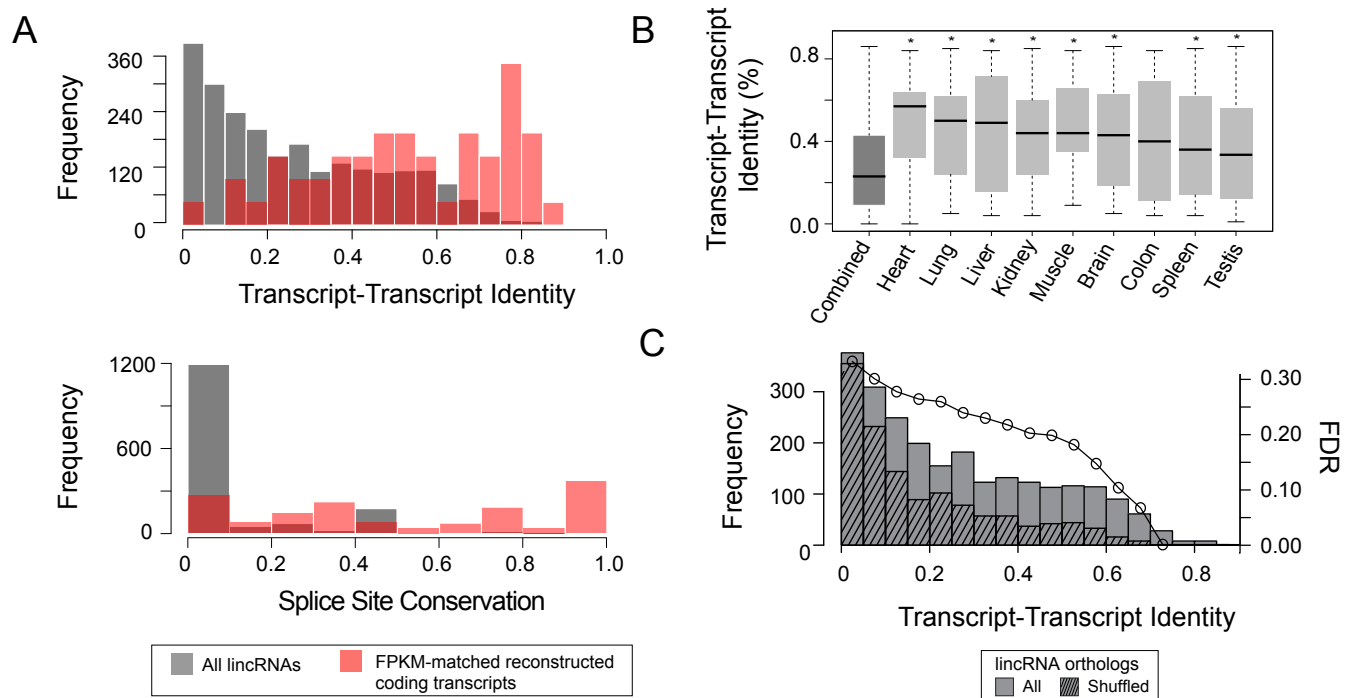 A
360
240
120
0
Frequency
0
0.2
0.4
0.6
0.8
1.0
Transcript-Transcript Identity
1200
600
0
Frequency
0
0.2
0.4
0.6
0.8
1.0
Splice Site Conservation
All lincRNAs
FPKM-matched reconstructed
coding transcripts
B
Transcript-Transcript
Identity (%)
0.8
0.4
0.0
* * * * * * * *
Combined
Heart
Lung
Liver
Kidney
Muscle
Brain
Colon
Spleen
Testis
C
Frequency
300
200
100
0
0.30
0.20
0.10
0.00
FDR
0
0.2
0.4
0.6
0.8
Transcript-Transcript Identity
lincRNA orthologs
All
Shuffled